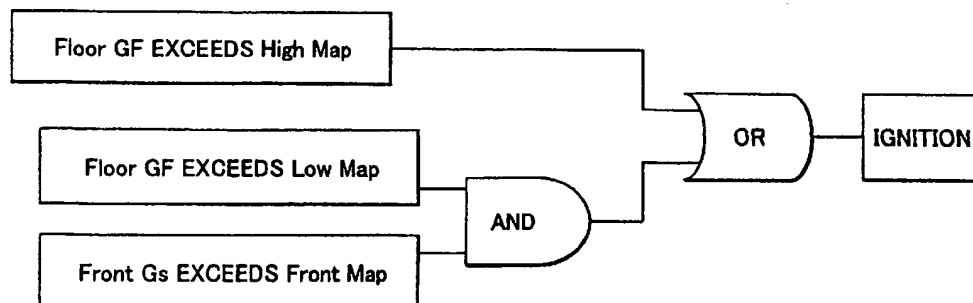 Floor GF EXCEEDS High Map
Floor GF EXCEEDS Low Map
Front Gs EXCEEDS Front Map
AND
OR
IGNITION